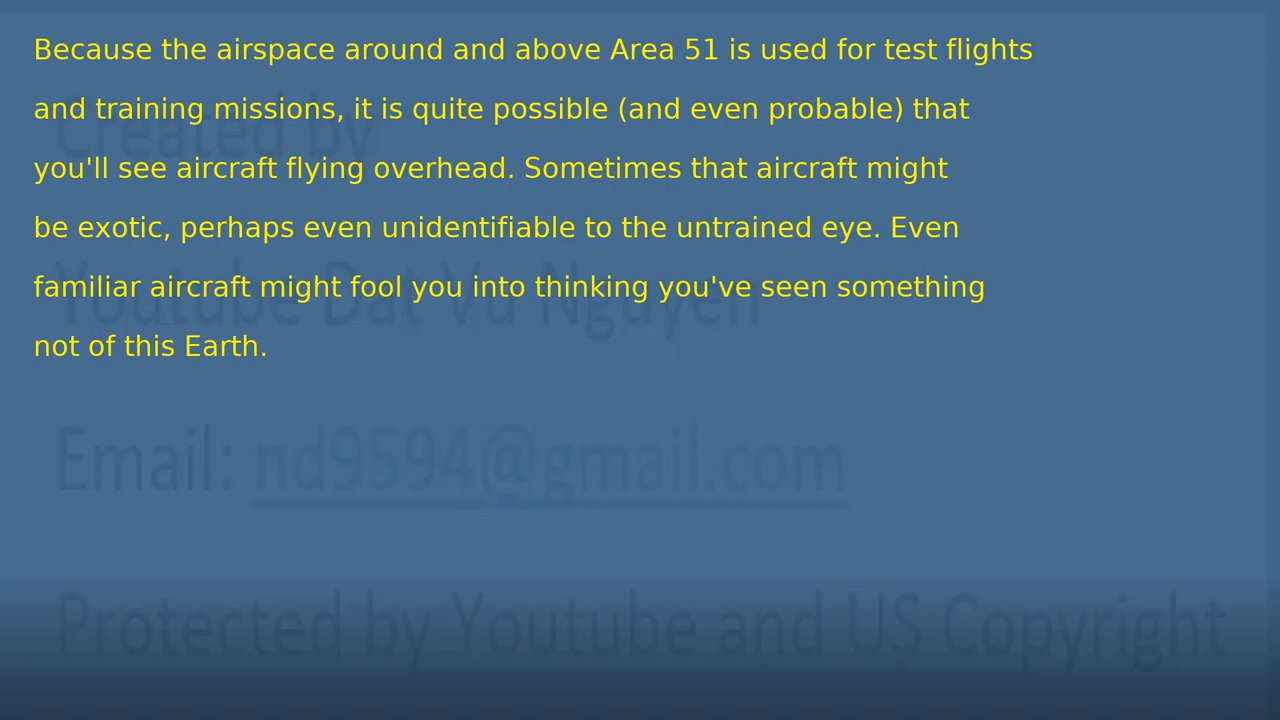 Because the airspace around and above Area 51 is used for test flights
and training missions, it is quite possible (and even probable) that
you'll see aircraft flying overhead. Sometimes that aircraft might
be exotic, perhaps even unidentifiable to the untrained eye. Even
familiar aircraft might fool you into thinking you've seen something
not of this Earth.
Created by
Youtube Dat Vu Nguyen
Email: nd9594@gmail.com
Protected by Youtube and US Copyright